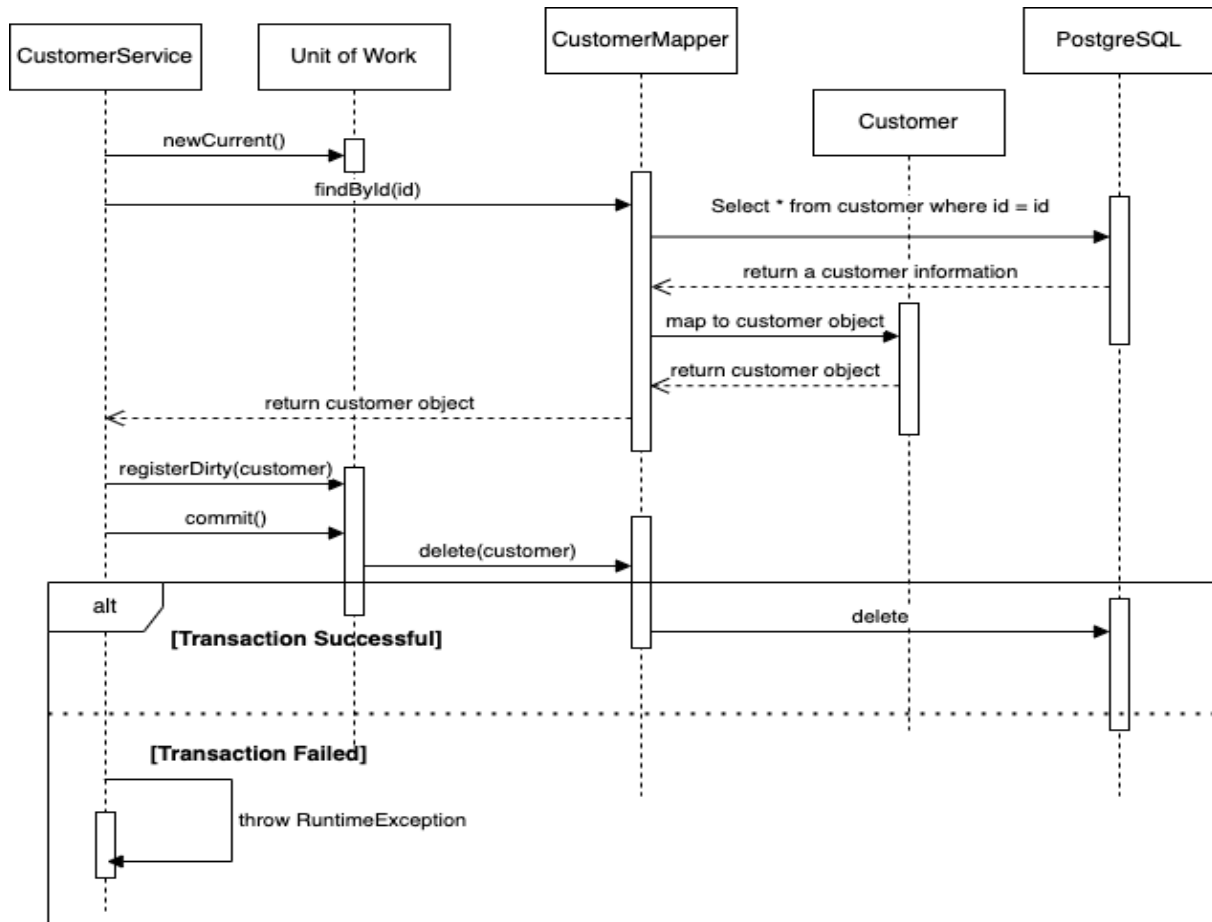 CustomerService
Unit of Work
CustomerMapper
PostgreSQL
Customer
newCurrent()
findById(id)
Select * from customer where id = id
return a customer information
map to customer object
return customer object
return customer object
registerDirty(customer)
commit()
delete(customer)
alt
[Transaction Successful]
delete
[Transaction Failed]
throw RuntimeException